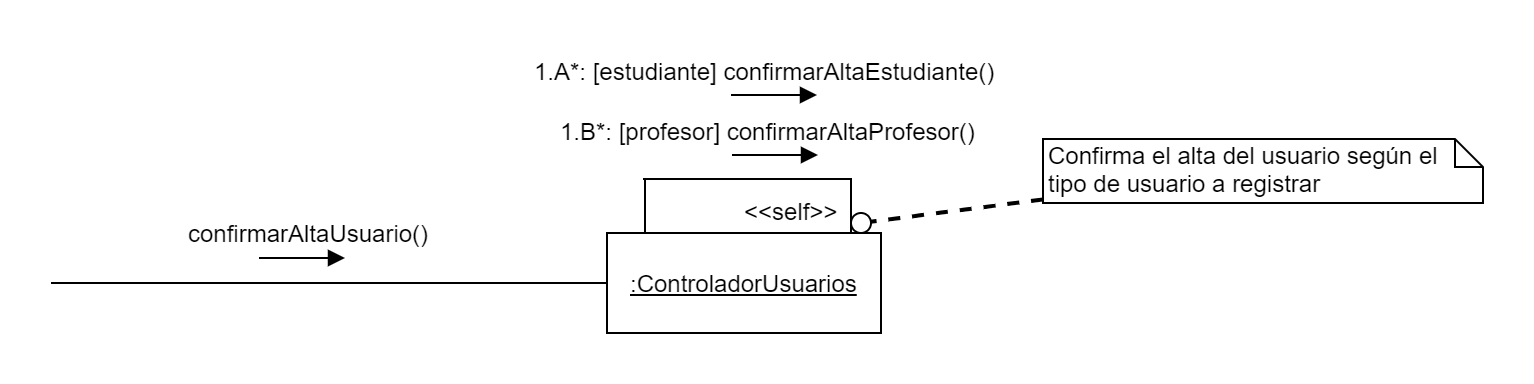 1.A*: [estudiante] confirmarAltaEstudiante()
1.B*: [profesor] confirmarAltaProfesor()
Confirma el alta del usuario según el
tipo de usuario a registrar
<<self>>
confirmarAltaUsuario()
:ControladorUsuarios